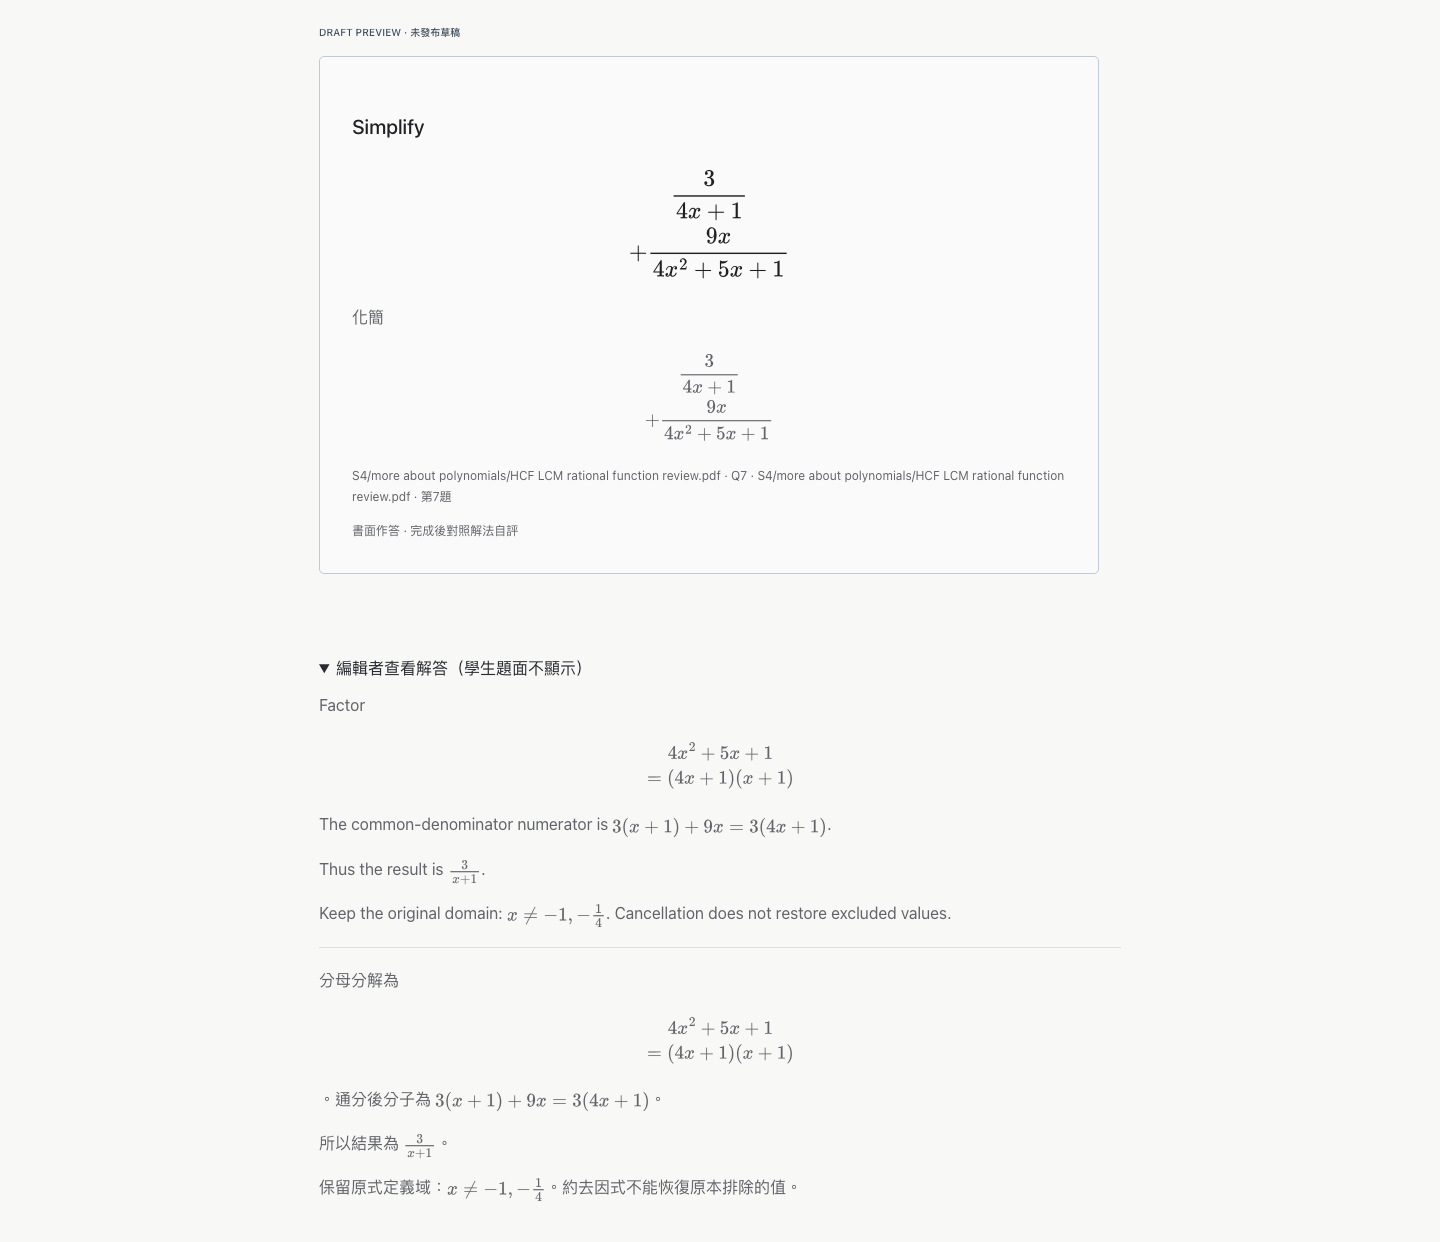 DRAFT PREVIEW · 未發布草稿
Simplify
3
4x + 1
9x
+
4x² + 5x + 1
化簡
3
4x + 1
9x
+
4x² + 5x + 1
S4/more about polynomials/HCF LCM rational function review.pdf · Q7 · S4/more about polynomials/HCF LCM rational function
review.pdf · 第7題
書面作答 · 完成後對照解法自評
▼ 編輯者查看解答（學生題面不顯示）
Factor
4x² + 5x + 1
= (4x + 1)(x + 1)
The common-denominator numerator is 3(x + 1) + 9x = 3(4x + 1).
Thus the result is 3/(x+1).
Keep the original domain: x ≠ −1, −1/4. Cancellation does not restore excluded values.
分母分解為
4x² + 5x + 1
= (4x + 1)(x + 1)
。通分後分子為 3(x + 1) + 9x = 3(4x + 1)。
所以結果為 3/(x+1)。
保留原式定義域：x ≠ −1, −1/4。約去因式不能恢復原本排除的值。